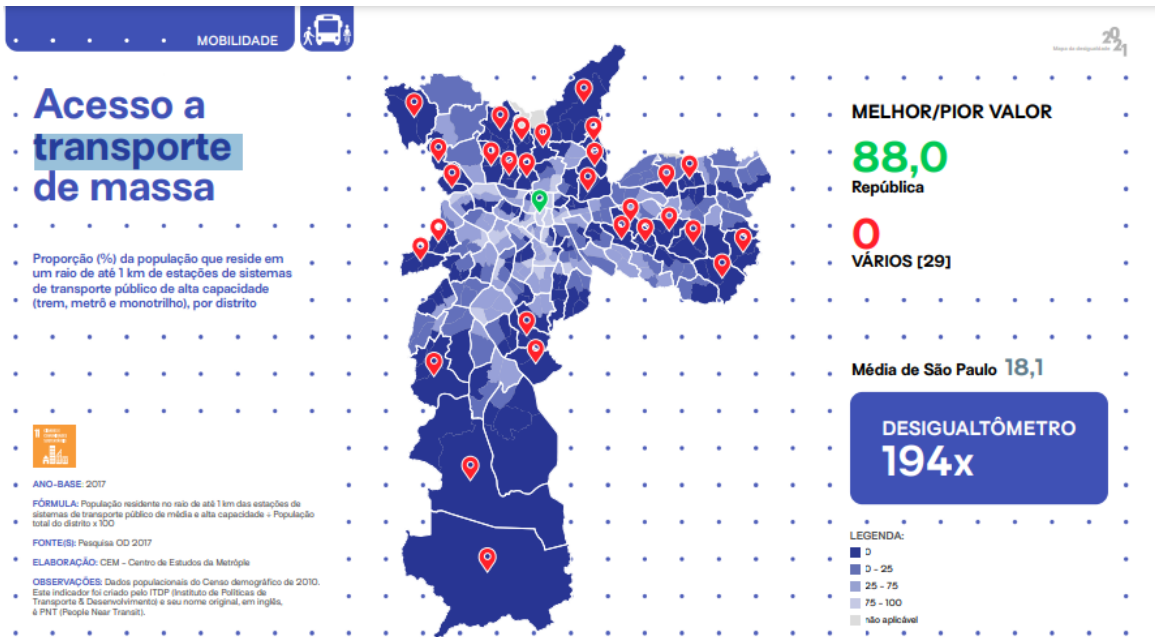 MOBILIDADE
Mapa da desigualdade 2021
Acesso a
transporte
de massa
Proporção (%) da população que reside em
um raio de até 1 km de estações de sistemas
de transporte público de alta capacidade
(trem, metrô e monotrilho), por distrito
11
ANO-BASE: 2017
FÓRMULA: População residente no raio de até 1 km das estações de
sistemas de transporte público de média e alta capacidade ÷ População
total do distrito x 100
FONTE(S): Pesquisa OD 2017
ELABORAÇÃO: CEM – Centro de Estudos da Metróple
OBSERVAÇÕES: Dados populacionais do Censo demográfico de 2010.
Este indicador foi criado pelo ITDP (Instituto de Políticas de
Transporte & Desenvolvimento) e seu nome original, em inglês,
é PNT (People Near Transit).
MELHOR/PIOR VALOR
88,0
República
0
VÁRIOS [29]
Média de São Paulo 18,1
DESIGUALTÔMETRO
194x
LEGENDA:
0
0 - 25
25 - 75
75 - 100
não aplicável